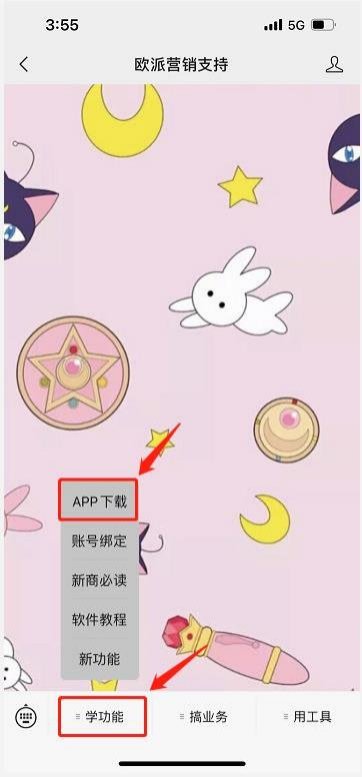 3:55
5G
欧派营销支持
APP下载
账号绑定
新商必读
软件教程
新功能
学功能
搞业务
用工具